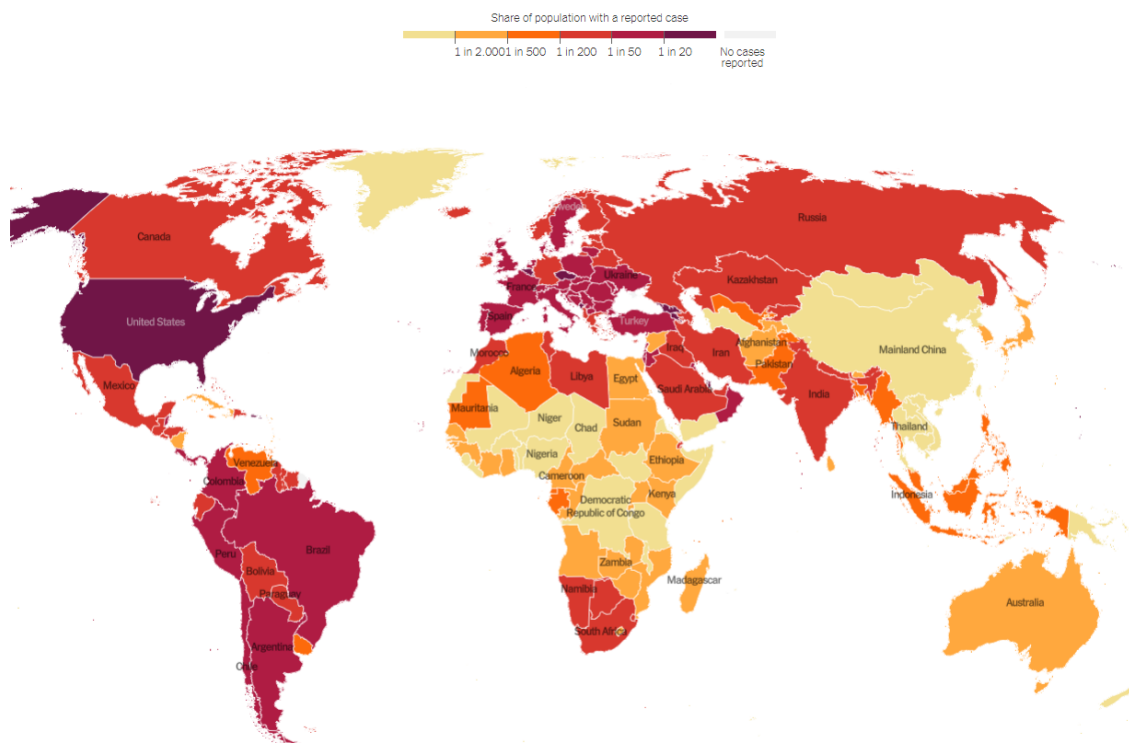 Share of population with a reported case
1 in 2.000 1 in 500 1 in 200 1 in 50 1 in 20 No cases
reported
Sweden
Russia
Canada
Ukraine
Kazakhstan
France
United States
Spain
Turkey
Afghanistan
Mainland China
Morocco
Iraq
Iran
Pakistan
Algeria
Libya
Egypt
Mexico
Saudi Arabia
India
Mauritania
Niger
Sudan
Chad
Thailand
Nigeria
Venezuela
Ethiopia
Colombia
Cameroon
Kenya
Indonesia
Democratic
Republic of Congo
Brazil
Peru
Zambia
Bolivia
Madagascar
Namibia
Paraguay
Australia
South Africa
Argentina
Chile